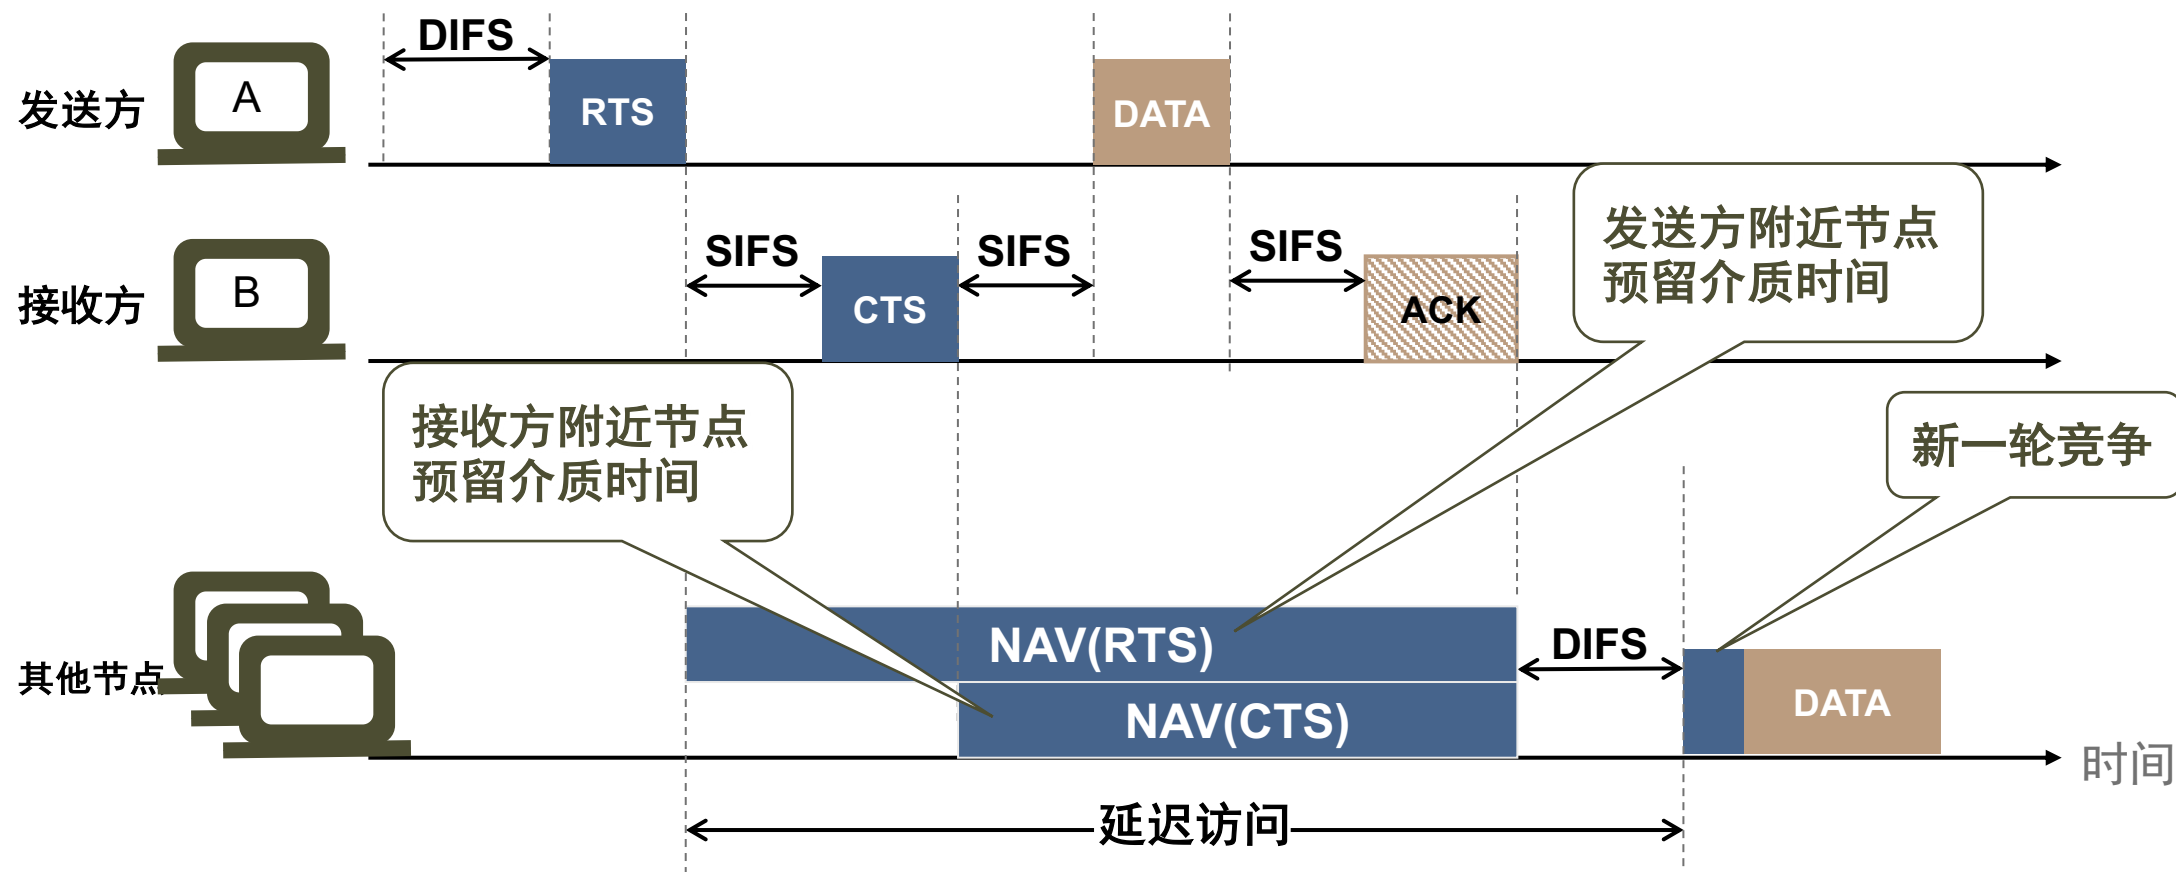 DIFS
发送方
A
RTS
DATA
SIFS
SIFS
SIFS
接收方
B
CTS
ACK
发送方附近节点
预留介质时间
接收方附近节点
预留介质时间
新一轮竞争
其他节点
NAV(RTS)
NAV(CTS)
DIFS
DATA
时间
延迟访问